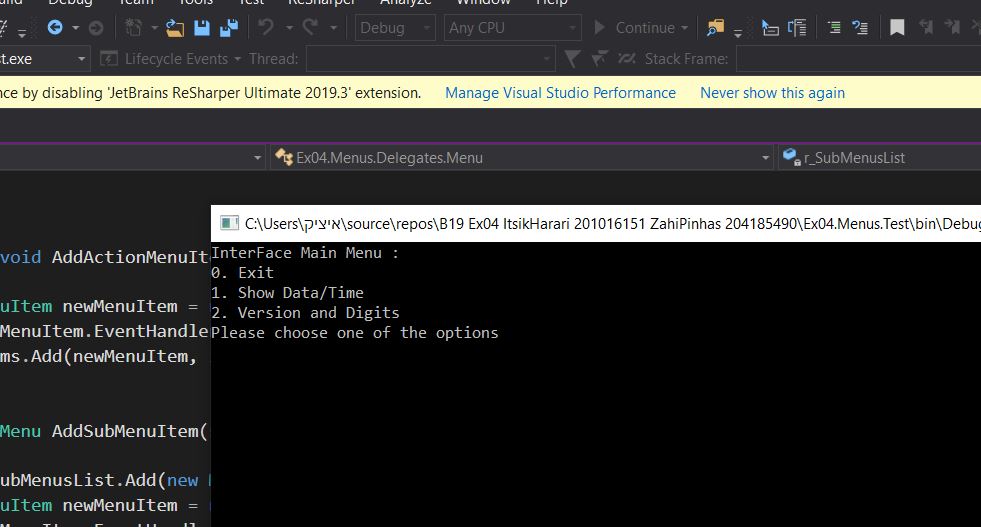 Debug Team Tools Test ReSharper Analyze Window Help
Debug Any CPU Continue
t.exe Lifecycle Events Thread: Stack Frame:
nce by disabling 'JetBrains ReSharper Ultimate 2019.3' extension. Manage Visual Studio Performance Never show this again
Ex04.Menus.Delegates.Menu r_SubMenusList
C:\Users\איציק\source\repos\B19 Ex04 ItsikHarari 201016151 ZahiPinhas 204185490\Ex04.Menus.Test\bin\Debug
void AddActionMenuIt
InterFace Main Menu :
0. Exit
1. Show Data/Time
2. Version and Digits
Please choose one of the options
uItem newMenuItem =
MenuItem.EventHandle
ms.Add(newMenuItem,
Menu AddSubMenuItem(
ubMenusList.Add(new
uItem newMenuItem =
MenuItem.EventHandle